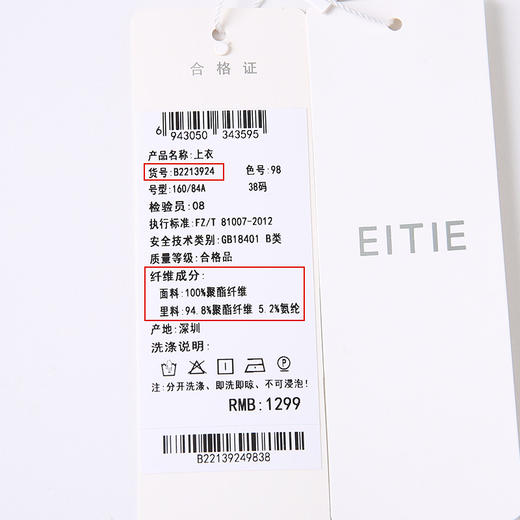 合格证
6 943050 343595
产品名称:上衣
货号:B2213924 色号:98
号型:160/84A 38码
检验员:08
执行标准:FZ/T 81007-2012
安全技术类别:GB18401 B类
质量等级:合格品
纤维成分:
面料:100%聚酯纤维
里料:94.8%聚酯纤维 5.2%氨纶
产地:深圳
洗涤说明:
注:分开洗涤、即洗即晾、不可浸泡!
RMB:1299
B22139249838
EITIE